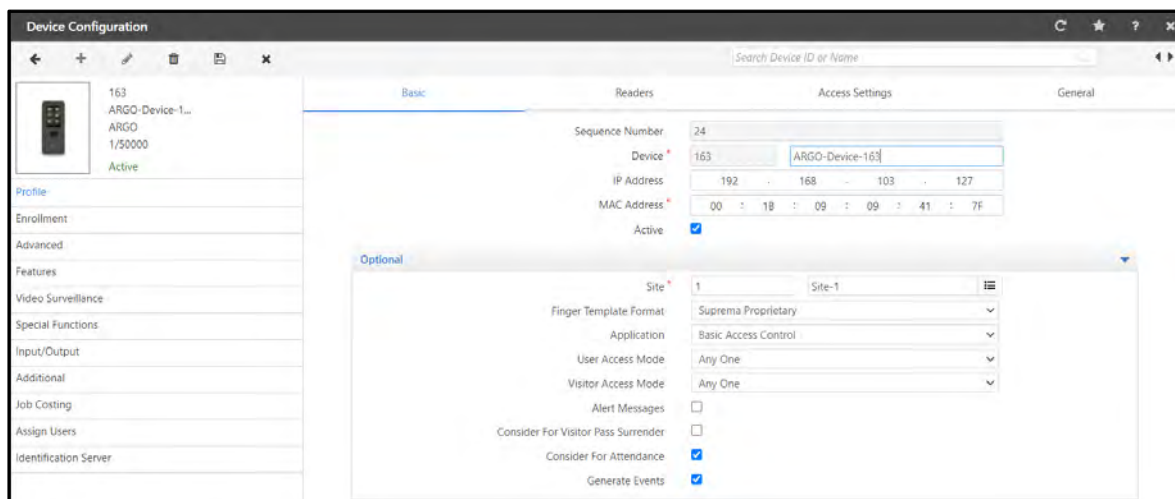 Device Configuration
?
Search Device ID or Name
163
ARGO-Device-1...
ARGO
1/50000
Active
Profile
Enrollment
Advanced
Features
Video Surveillance
Special Functions
Input/Output
Additional
Job Costing
Assign Users
Identification Server
Basic Readers Access Settings General
Sequence Number 24
Device * 163 ARGO-Device-163
IP Address 192 . 168 . 103 . 127
MAC Address * 00 : 1B : 09 : 09 : 41 : 7F
Active
Optional
Site * 1 Site-1
Finger Template Format Suprema Proprietary
Application Basic Access Control
User Access Mode Any One
Visitor Access Mode Any One
Alert Messages
Consider For Visitor Pass Surrender
Consider For Attendance
Generate Events